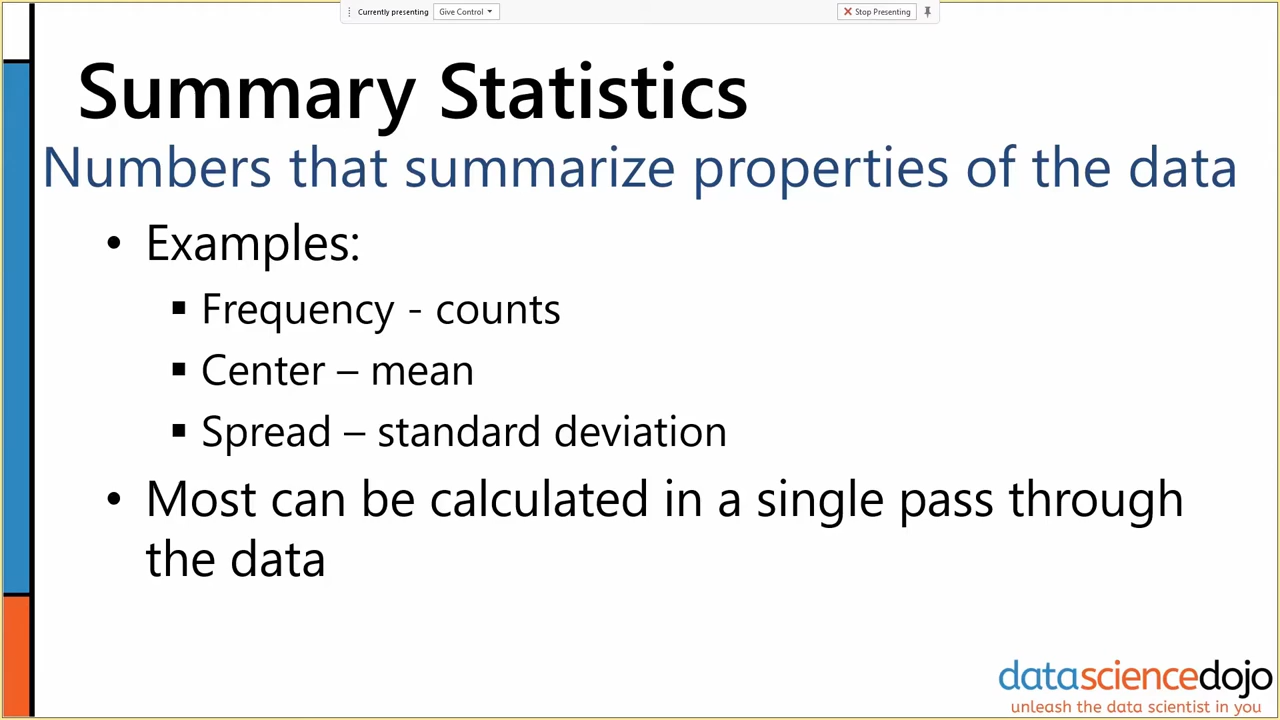 Currently presenting Give Control Stop Presenting
Summary Statistics
Numbers that summarize properties of the data
• Examples:
▪ Frequency - counts
▪ Center – mean
▪ Spread – standard deviation
• Most can be calculated in a single pass through
the data
datasciencedojo
unleash the data scientist in you